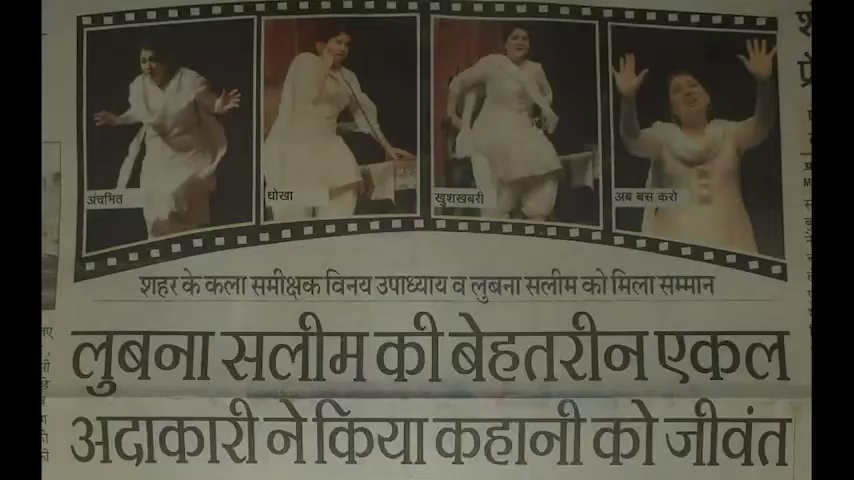 अंचमित
धोखा
खुशखबरी
अब बस करो
शहर के कला समीक्षक विनय उपाध्याय व लुबना सलीम को मिला सम्मान
लुबना सलीम की बेहतरीन एकल
अदाकारी ने किया कहानी को जीवंत